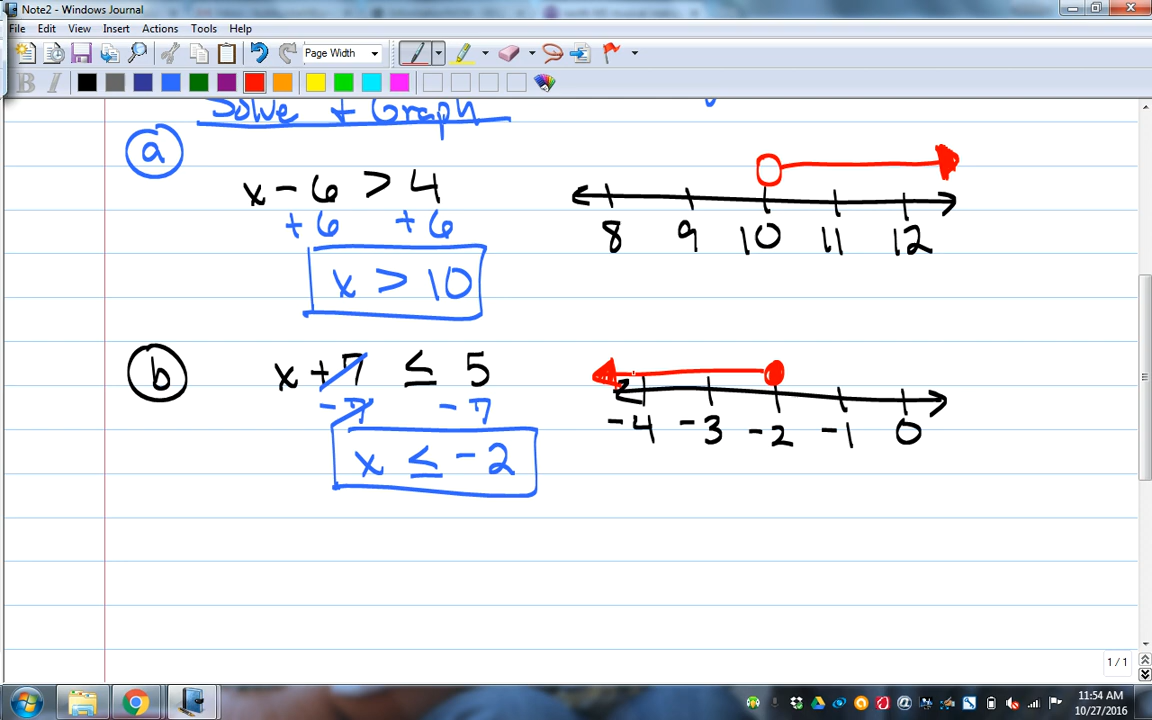 Note2 - Windows Journal
File Edit View Insert Actions Tools Help
Page Width
B I
Solve + Graph
a
x - 6 > 4
+6 +6
x > 10
8 9 10 11 12
b
x + 7 ≤ 5
-7 -7
x ≤ -2
-4 -3 -2 -1 0
1 / 1
11:54 AM
10/27/2016